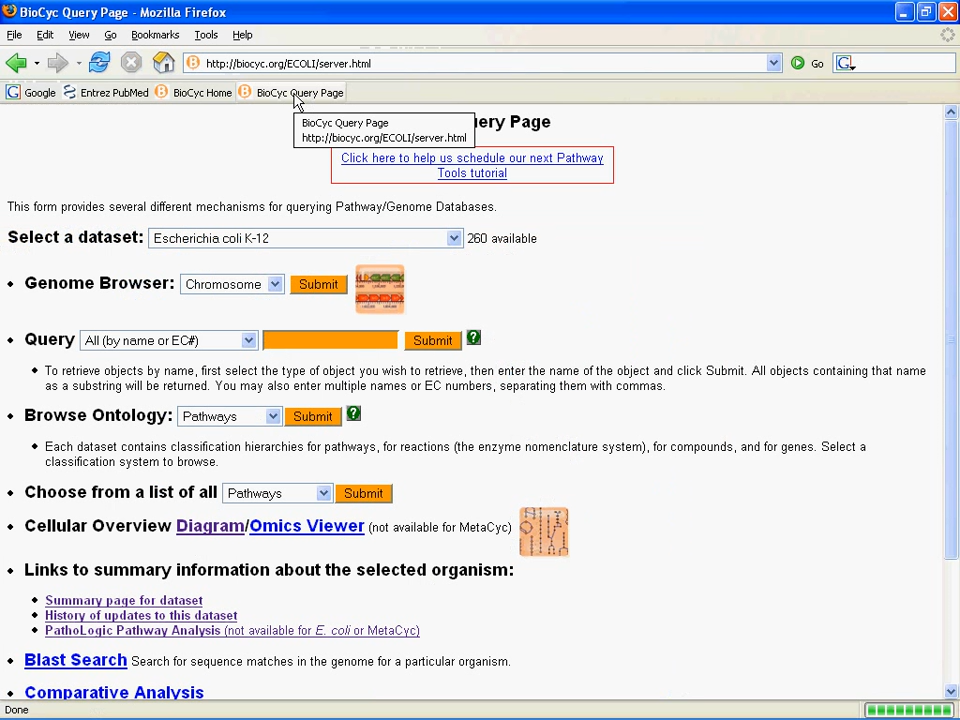 BioCyc Query Page - Mozilla Firefox
File Edit View Go Bookmarks Tools Help
http://biocyc.org/ECOLI/server.html Go
Google Entrez PubMed BioCyc Home BioCyc Query Page
BioCyc Query Page
http://biocyc.org/ECOLI/server.html
ery Page
Click here to help us schedule our next Pathway
Tools tutorial
This form provides several different mechanisms for querying Pathway/Genome Databases.
Select a dataset: Escherichia coli K-12 260 available
Genome Browser: Chromosome Submit
Query All (by name or EC#) Submit ?
To retrieve objects by name, first select the type of object you wish to retrieve, then enter the name of the object and click Submit. All objects containing that name
as a substring will be returned. You may also enter multiple names or EC numbers, separating them with commas.
Browse Ontology: Pathways Submit ?
Each dataset contains classification hierarchies for pathways, for reactions (the enzyme nomenclature system), for compounds, and for genes. Select a
classification system to browse.
Choose from a list of all Pathways Submit
Cellular Overview Diagram/Omics Viewer (not available for MetaCyc)
Links to summary information about the selected organism:
Summary page for dataset
History of updates to this dataset
PathoLogic Pathway Analysis (not available for E. coli or MetaCyc)
Blast Search Search for sequence matches in the genome for a particular organism.
Comparative Analysis
Done